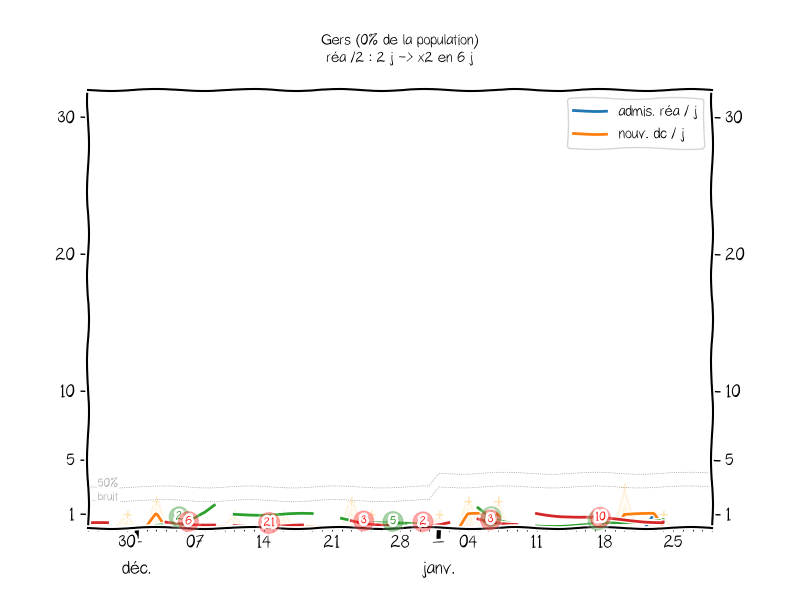 Gers (0% de la population)
réa /2 : 2 j -> x2 en 6 j
admis. réa / j
nouv. dc / j
30 30
20 20
10 10
5 5
50%
bruit
1 1
2 6 21 3 5 2 3 10
30 07 14 21 28 04 11 18 25
déc. janv.